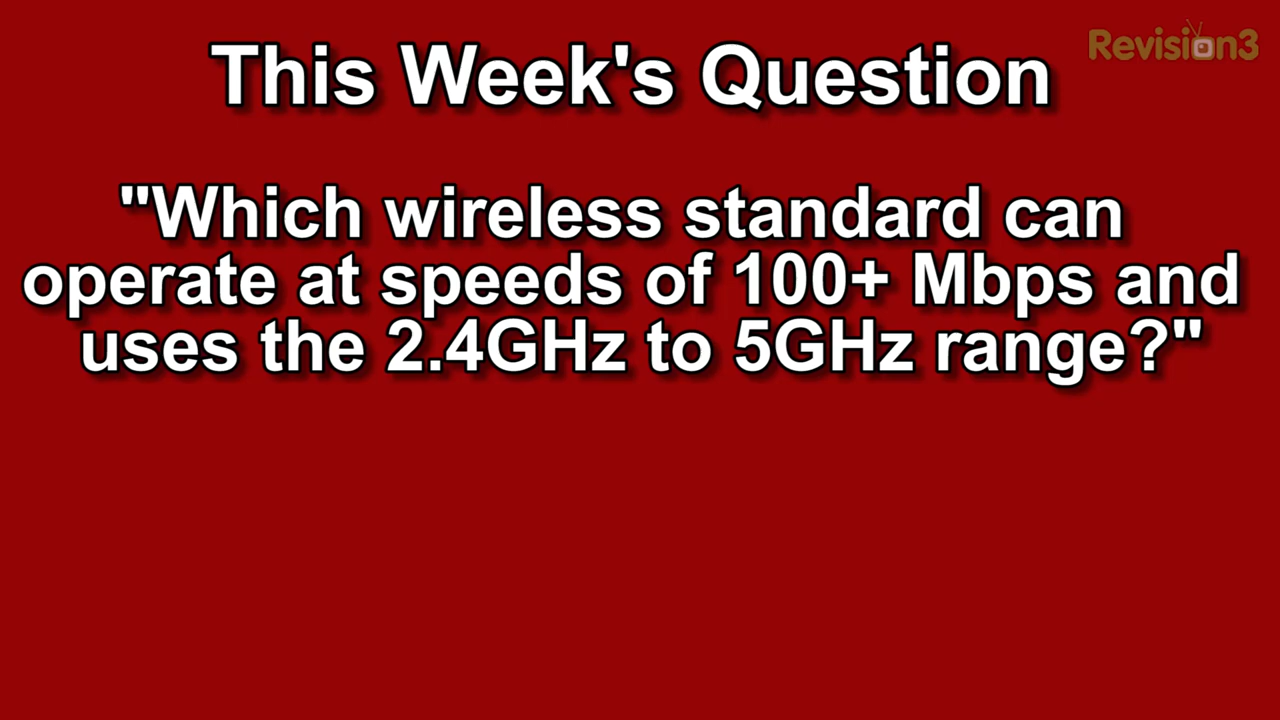 Revision3
This Week's Question
"Which wireless standard can
operate at speeds of 100+ Mbps and
uses the 2.4GHz to 5GHz range?"